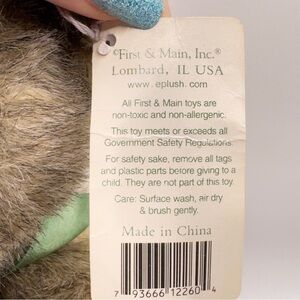 ©First & Main, Inc.®
Lombard, IL USA
www.eplush.com
All First & Main toys are
non-toxic and non-allergenic.
This toy meets or exceeds all
Government Safety Regulations.
For safety sake, remove all tags
and plastic parts before giving to a
child. They are not part of this toy.
Care: Surface wash, air dry
& brush gently.
Made in China
7 93666 12260 4